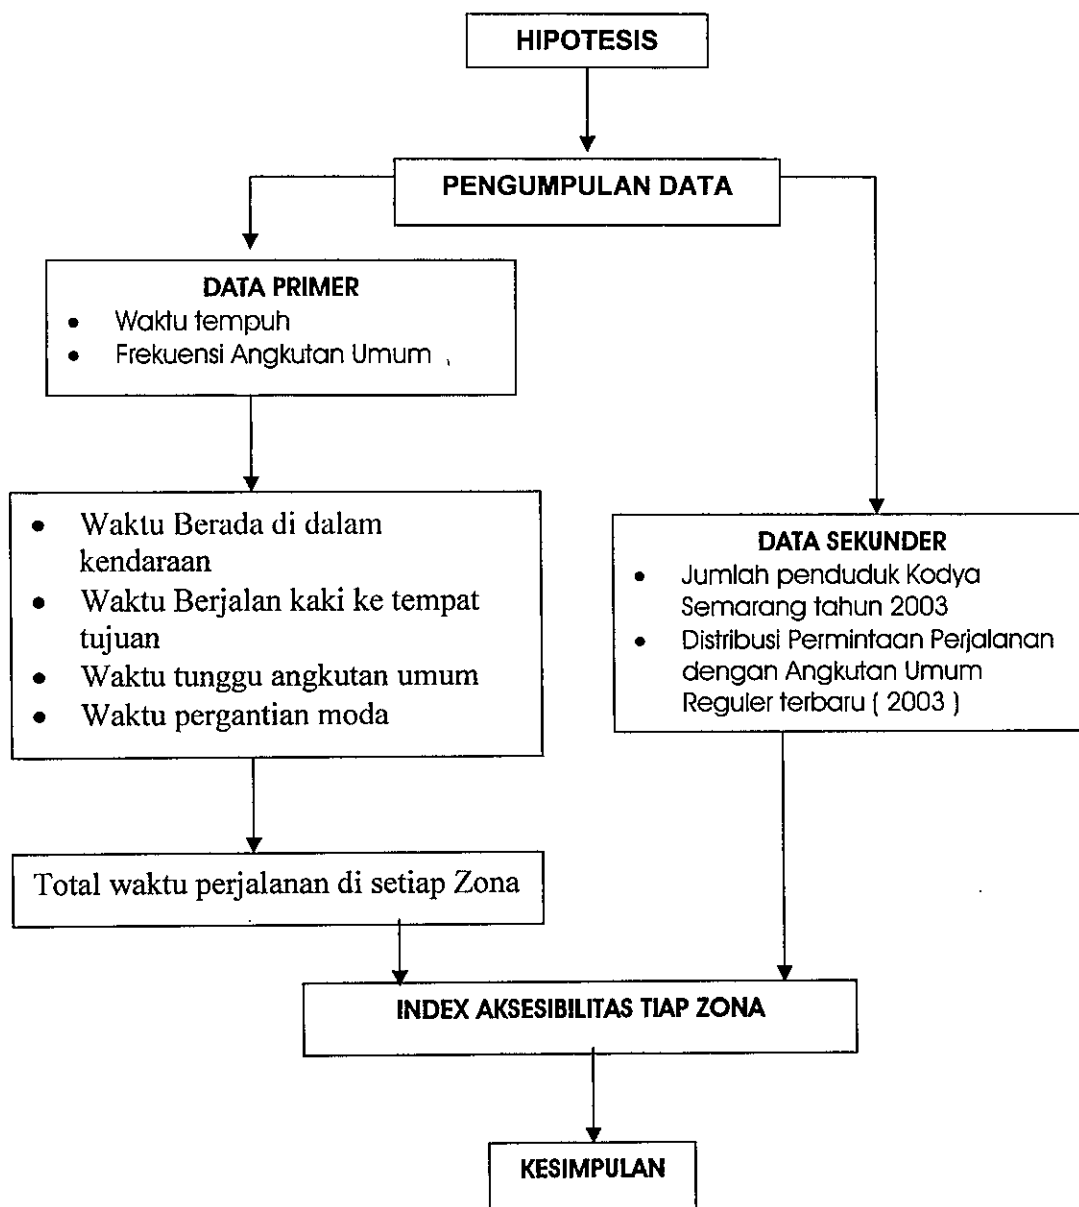 HIPOTESIS
PENGUMPULAN DATA
DATA PRIMER
• Waktu tempuh
• Frekuensi Angkutan Umum
• Waktu Berada di dalam
kendaraan
• Waktu Berjalan kaki ke tempat
tujuan
• Waktu tunggu angkutan umum
• Waktu pergantian moda
DATA SEKUNDER
• Jumlah penduduk Kodya
Semarang tahun 2003
• Distribusi Permintaan Perjalanan
dengan Angkutan Umum
Reguler terbaru ( 2003 )
Total waktu perjalanan di setiap Zona
INDEX AKSESIBILITAS TIAP ZONA
KESIMPULAN